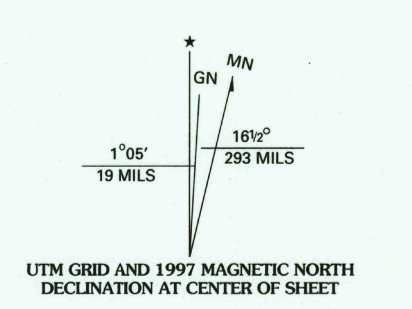 ★
MN
GN
1°05′
19 MILS
16½°
293 MILS
UTM GRID AND 1997 MAGNETIC NORTH
DECLINATION AT CENTER OF SHEET